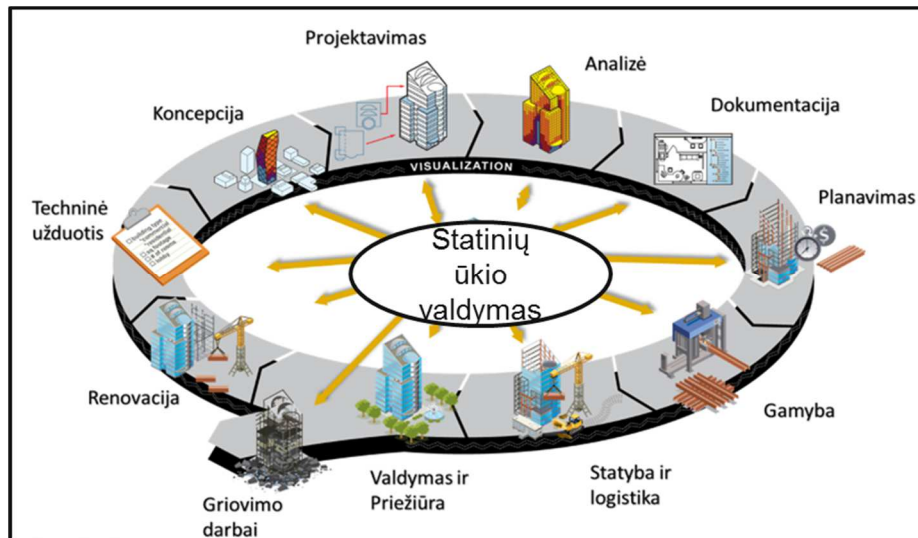 Projektavimas
Analizė
Koncepcija
Dokumentacija
VISUALIZATION
Techninė
užduotis
Planavimas
$
Statinių
ūkio
valdymas
Renovacija
Gamyba
Valdymas ir
Priežiūra
Statyba ir
logistika
Griovimo
darbai